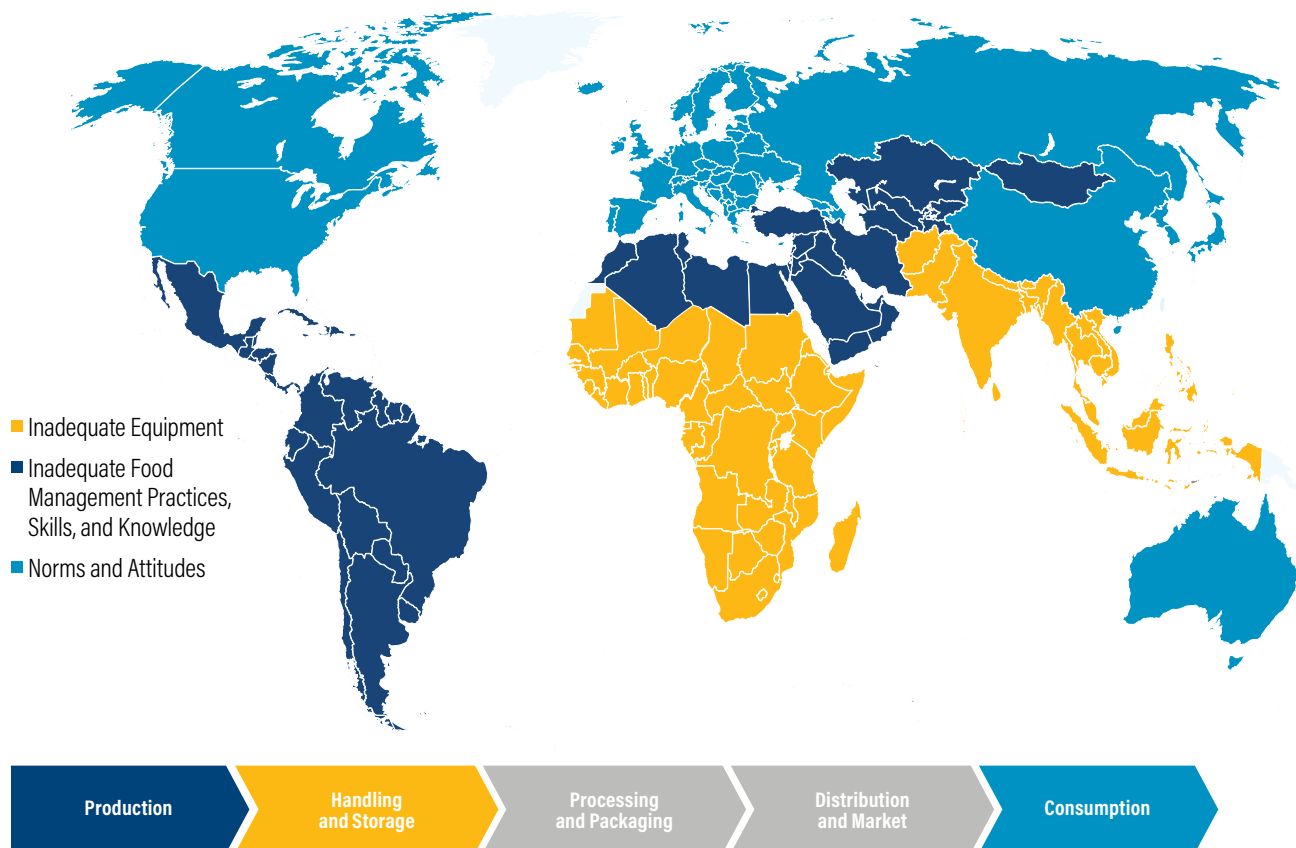 Inadequate Equipment
Inadequate Food
Management Practices,
Skills, and Knowledge
Norms and Attitudes
Production
Handling
and Storage
Processing
and Packaging
Distribution
and Market
Consumption